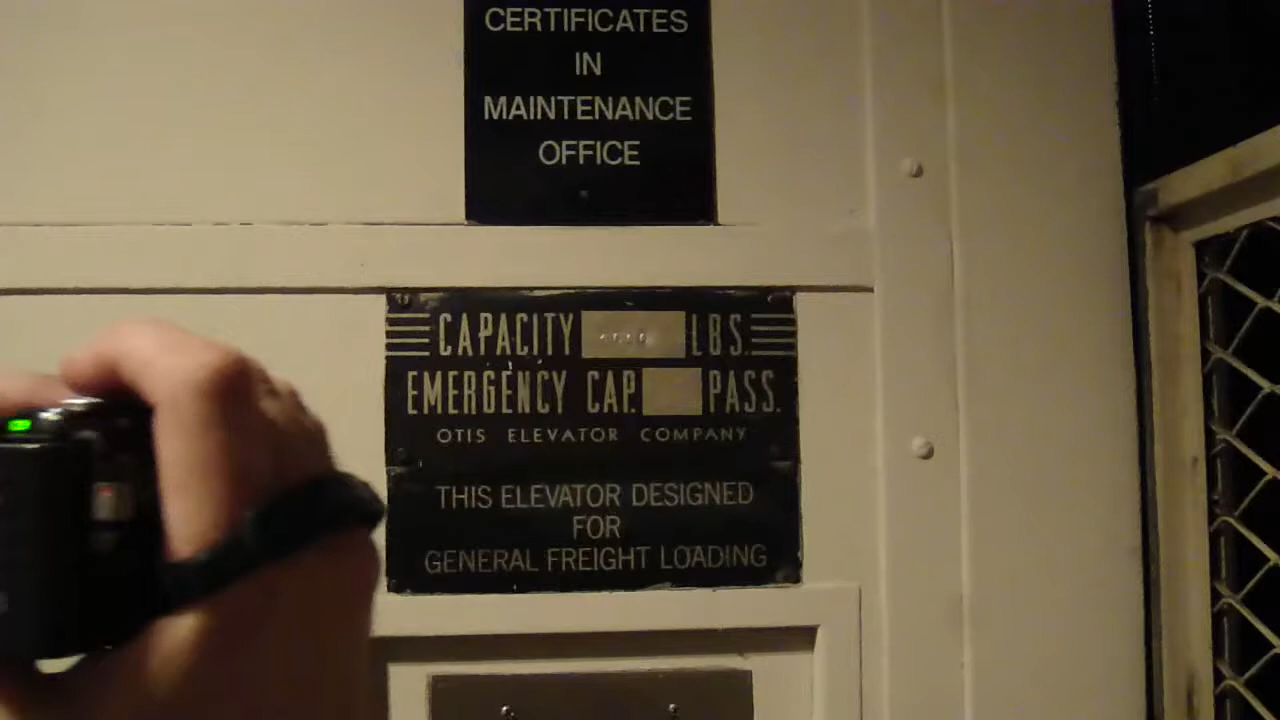 CERTIFICATES
IN
MAINTENANCE
OFFICE
CAPACITY LBS.
EMERGENCY CAP. PASS.
OTIS ELEVATOR COMPANY
THIS ELEVATOR DESIGNED
FOR
GENERAL FREIGHT LOADING